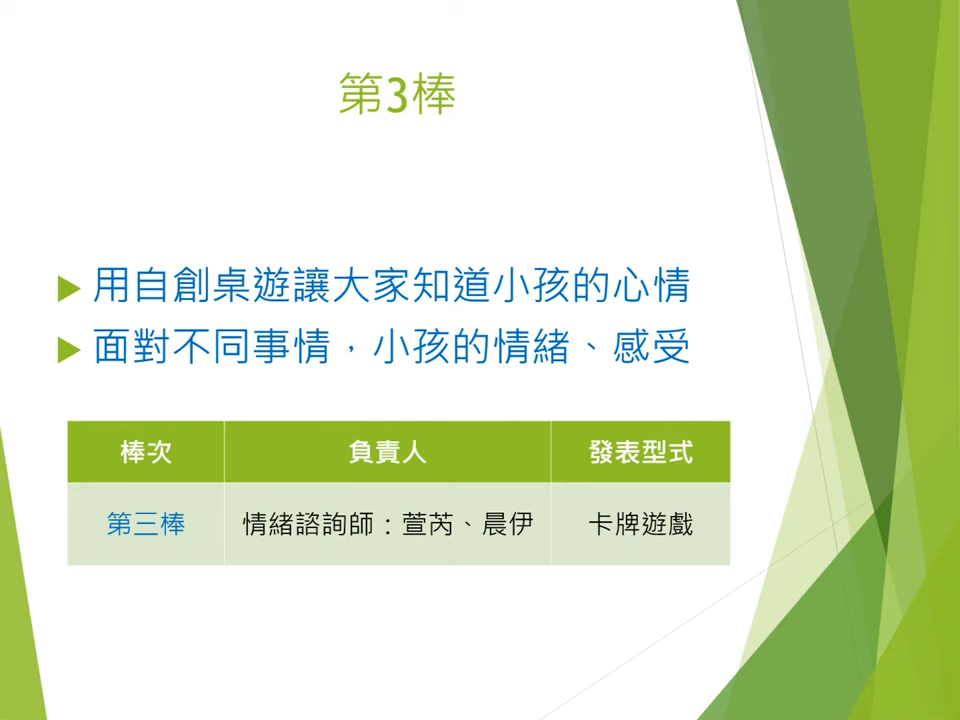 第3棒
用自創桌遊讓大家知道小孩的心情
面對不同事情，小孩的情緒、感受
棒次 負責人 發表型式
第三棒 情緒諮詢師：萱芮、晨伊 卡牌遊戲